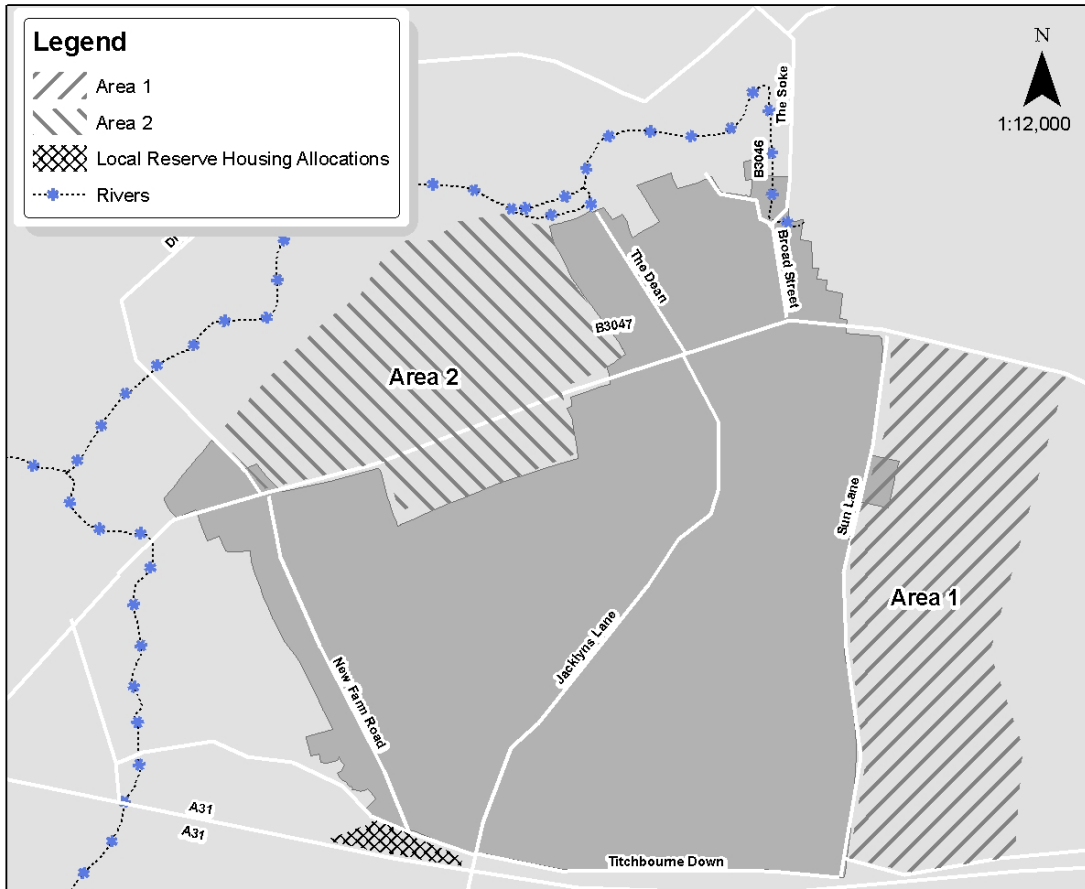 Legend
Area 1
Area 2
Local Reserve Housing Allocations
Rivers
N
1:12,000
The Soke
B3046
Broad Street
The Dean
B3047
Area 2
Sun Lane
Area 1
Jacklyns Lane
New Farm Road
A31
A31
Titchbourne Down